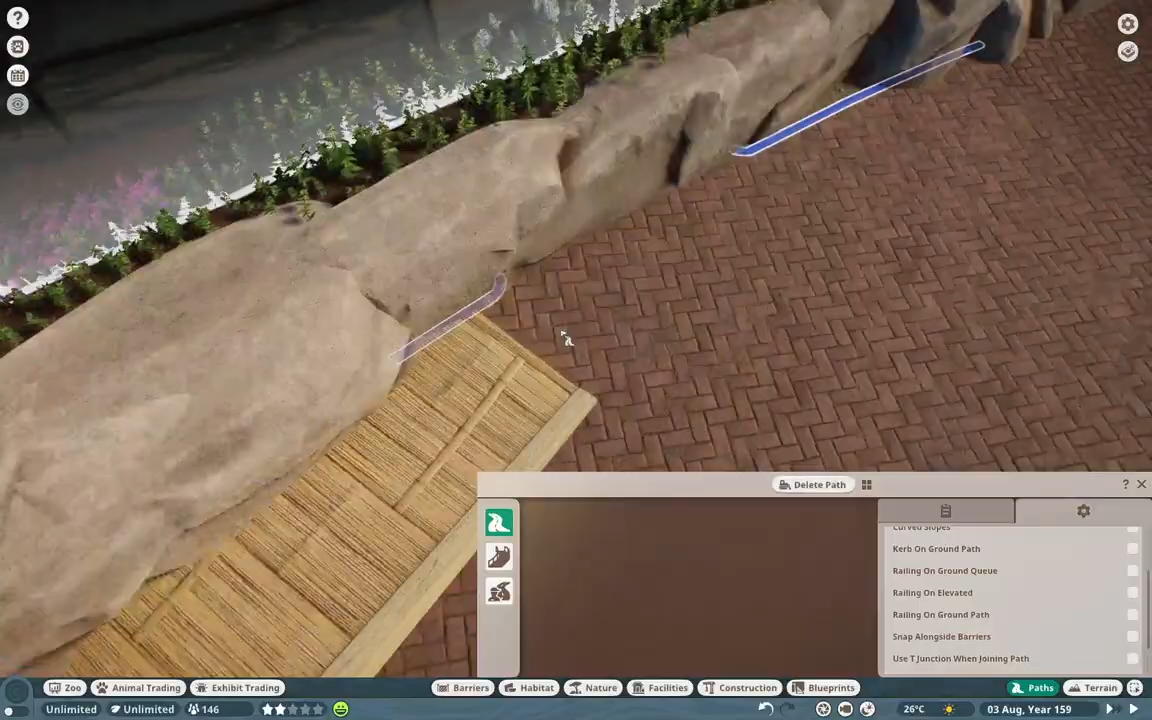 ?
Delete Path
?
Curved Slopes
Kerb On Ground Path
Railing On Ground Queue
Railing On Elevated
Railing On Ground Path
Snap Alongside Barriers
Use T Junction When Joining Path
Zoo
Animal Trading
Exhibit Trading
Barriers
Habitat
Nature
Facilities
Construction
Blueprints
Paths
Terrain
Unlimited
Unlimited
146
26°C
03 Aug, Year 159